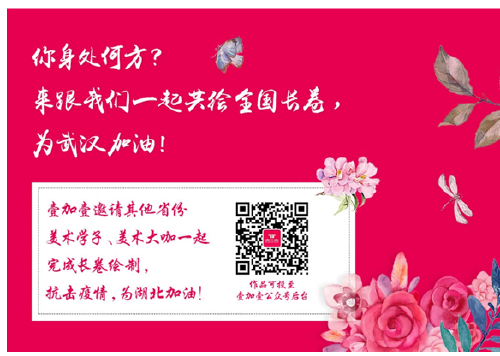 你身处何方？
来跟我们一起共绘全国长卷，
为武汉加油！
壹加壹邀请其他省份
美术学子、美术大咖一起
完成长卷绘制，
抗击疫情，为湖北加油！
作品可投至
壹加壹公众号后台